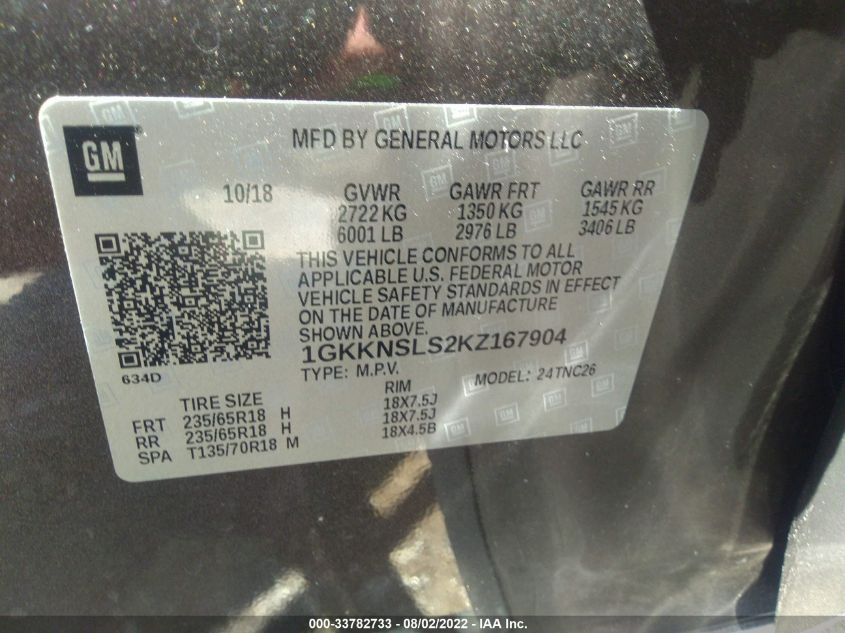 GM
MFD BY GENERAL MOTORS LLC
10/18 GVWR GAWR FRT GAWR RR
2722 KG 1350 KG 1545 KG
6001 LB 2976 LB 3406 LB
THIS VEHICLE CONFORMS TO ALL
APPLICABLE U.S. FEDERAL MOTOR
VEHICLE SAFETY STANDARDS IN EFFECT
ON THE DATE OF MANUFACTURE
SHOWN ABOVE.
1GKKNSLS2KZ167904
634D
TYPE: M.P.V. MODEL: 24TNC26
TIRE SIZE RIM
FRT 235/65R18 H 18X7.5J
RR 235/65R18 H 18X7.5J
SPA T135/70R18 M 18X4.5B
000-33782733 - 08/02/2022 - IAA Inc.